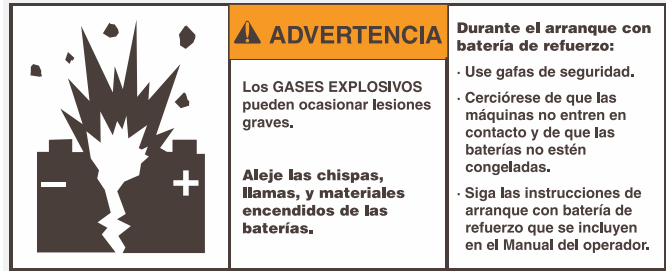 ADVERTENCIA
Los GASES EXPLOSIVOS
pueden ocasionar lesiones
graves.
Aleje las chispas,
llamas, y materiales
encendidos de las
baterías.
Durante el arranque con
batería de refuerzo:
· Use gafas de seguridad.
· Cerciórese de que las
máquinas no entren en
contacto y de que las
baterías no estén
congeladas.
· Siga las instrucciones de
arranque con batería de
refuerzo que se incluyen
en el Manual del operador.